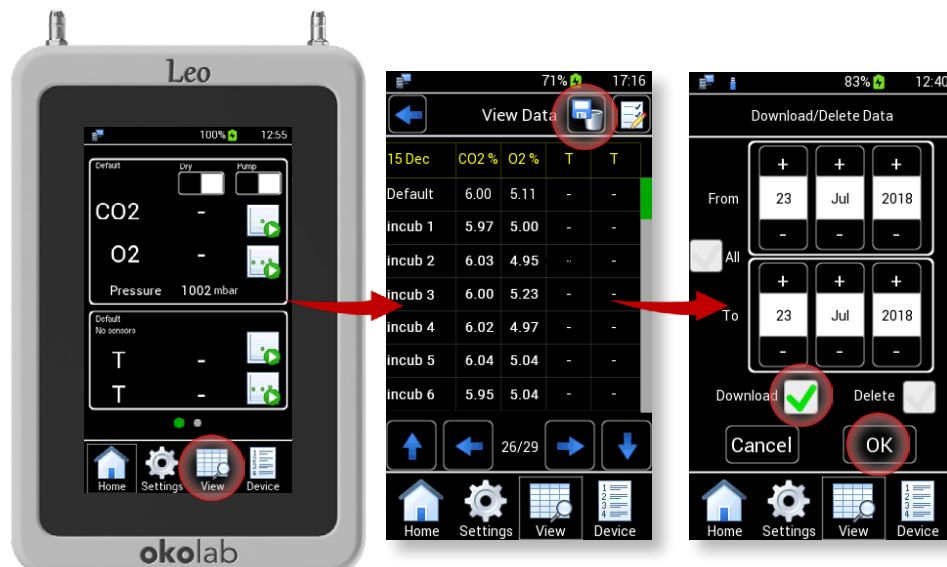 Leo
100% 12:55
Default Dry Pump
CO2 -
O2 -
Pressure 1002 mbar
Default
No sensors
T -
T -
Home Settings View Device
okolab
71% 17:16
View Data
15 Dec CO2 % O2 % T T
Default 6.00 5.11 - -
incub 1 5.97 5.00 - -
incub 2 6.03 4.95 - -
incub 3 6.00 5.23 - -
incub 4 6.02 4.97 - -
incub 5 6.04 5.04 - -
incub 6 5.95 5.04 - -
26/29
Home Settings View Device
83% 12:40
Download/Delete Data
+ + +
From 23 Jul 2018
- - -
All
+ + +
To 23 Jul 2018
- - -
Download Delete
Cancel OK
Home Settings View Device